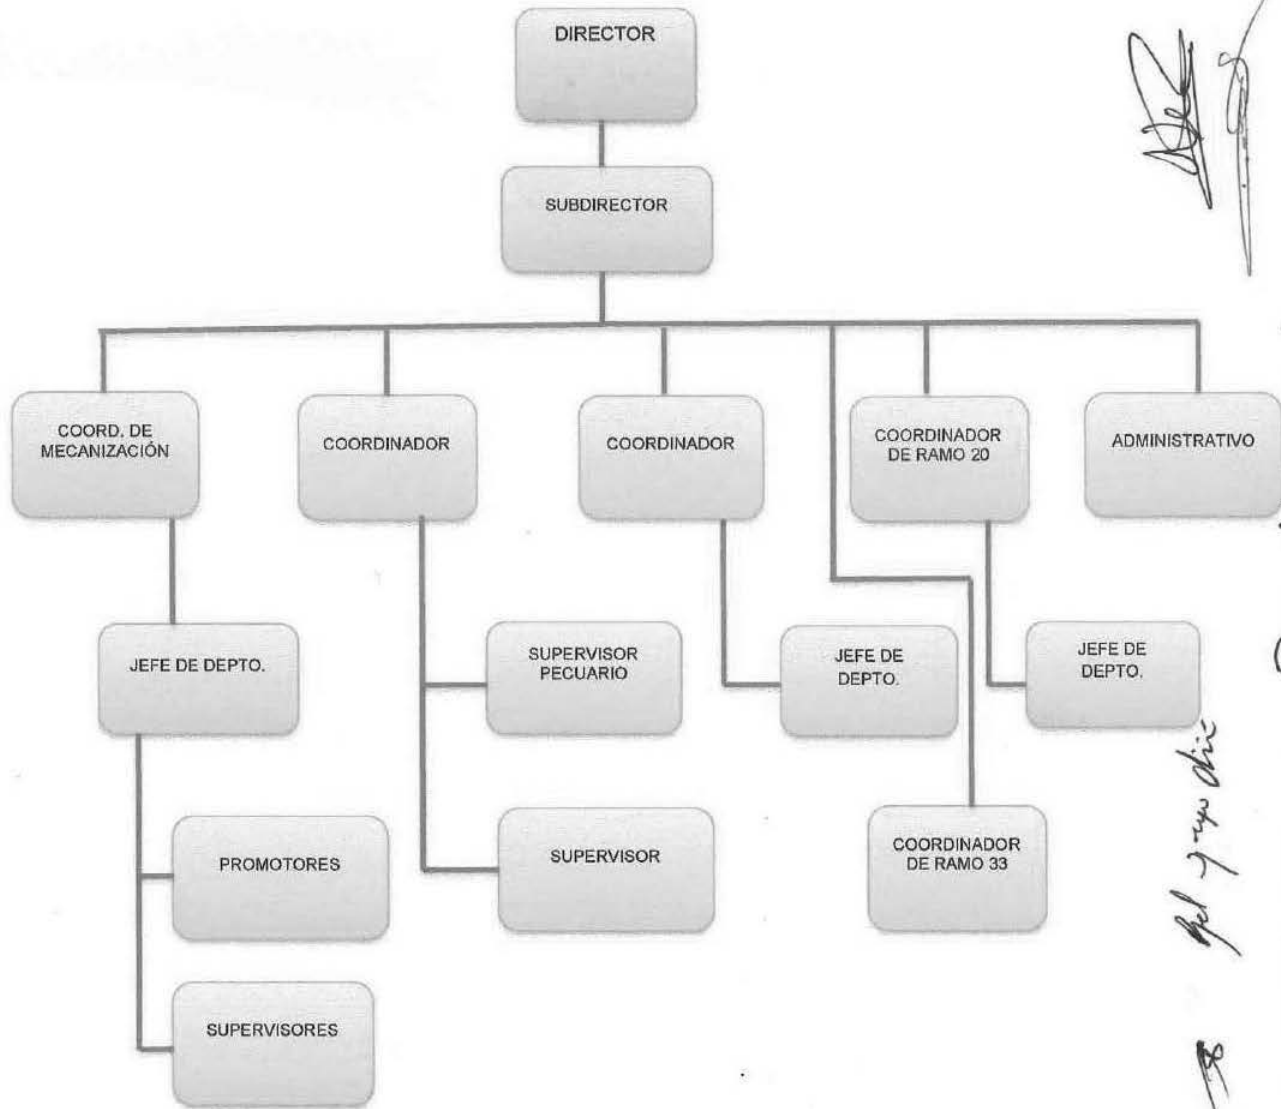 DIRECTOR
SUBDIRECTOR
COORD. DE
MECANIZACIÓN
COORDINADOR
COORDINADOR
COORDINADOR
DE RAMO 20
ADMINISTRATIVO
JEFE DE DEPTO.
SUPERVISOR
PECUARIO
JEFE DE
DEPTO.
JEFE DE
DEPTO.
PROMOTORES
SUPERVISOR
COORDINADOR
DE RAMO 33
SUPERVISORES